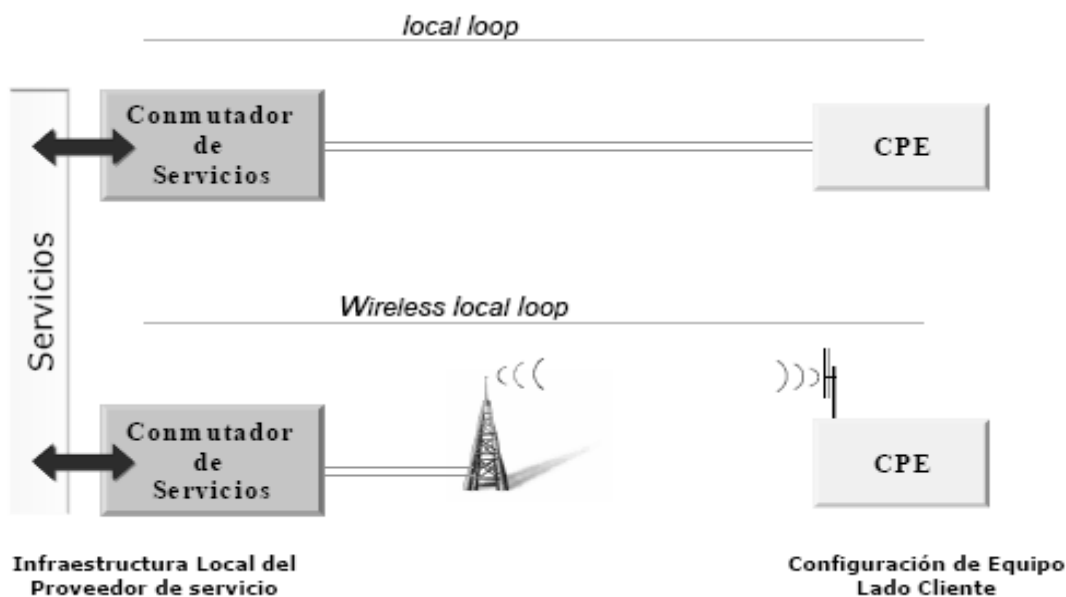 local loop
Conmutador
de
Servicios
CPE
Servicios
Wireless local loop
Conmutador
de
Servicios
CPE
Infraestructura Local del
Proveedor de servicio
Configuración de Equipo
Lado Cliente